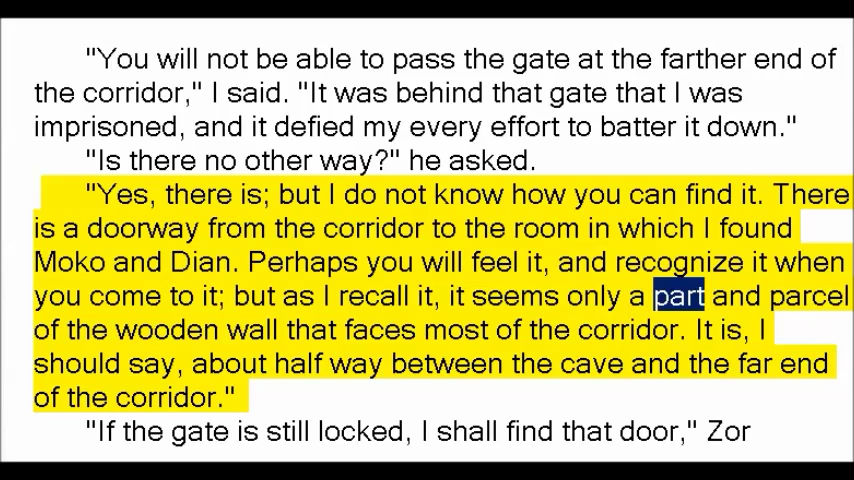 "You will not be able to pass the gate at the farther end of
the corridor," I said. "It was behind that gate that I was
imprisoned, and it defied my every effort to batter it down."
"Is there no other way?" he asked.
"Yes, there is; but I do not know how you can find it. There
is a doorway from the corridor to the room in which I found
Moko and Dian. Perhaps you will feel it, and recognize it when
you come to it; but as I recall it, it seems only a part and parcel
of the wooden wall that faces most of the corridor. It is, I
should say, about half way between the cave and the far end
of the corridor."
"If the gate is still locked, I shall find that door," Zor